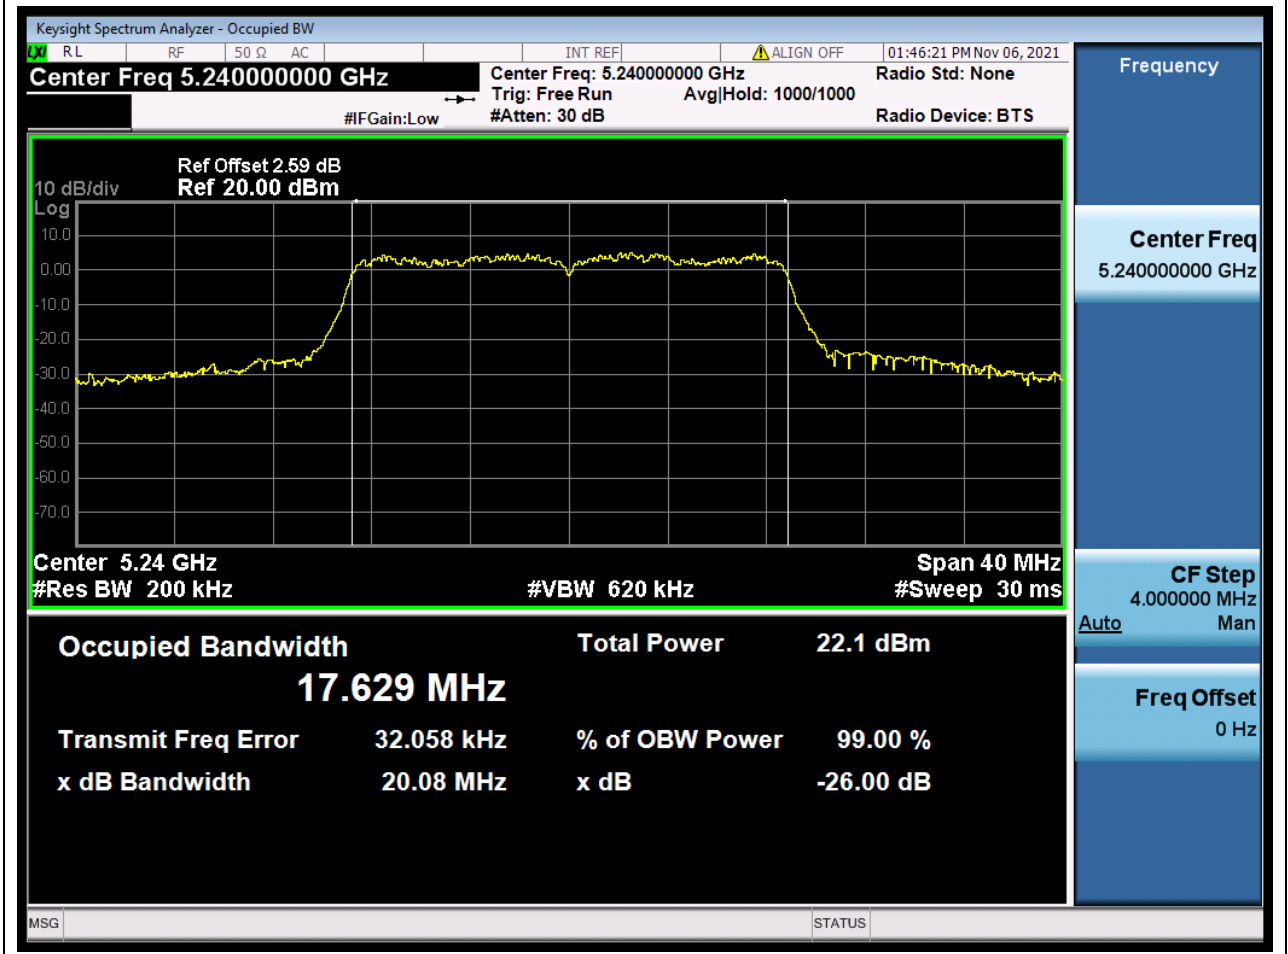 Keysight Spectrum Analyzer - Occupied BW
LXI RL RF 50 Ω AC INT REF ALIGN OFF 01:46:21 PM Nov 06, 2021
Center Freq 5.240000000 GHz
Center Freq: 5.240000000 GHz
Radio Std: None
Trig: Free Run Avg|Hold: 1000/1000
#IFGain:Low #Atten: 30 dB
Radio Device: BTS
Ref Offset 2.59 dB
10 dB/div Ref 20.00 dBm
Log
10.0
0.00
-10.0
-20.0
-30.0
-40.0
-50.0
-60.0
-70.0
Center 5.24 GHz Span 40 MHz
#Res BW 200 kHz #VBW 620 kHz #Sweep 30 ms
Occupied Bandwidth Total Power 22.1 dBm
17.629 MHz
Transmit Freq Error 32.058 kHz % of OBW Power 99.00 %
x dB Bandwidth 20.08 MHz x dB -26.00 dB
MSG STATUS
Frequency
Center Freq
5.240000000 GHz
CF Step
4.000000 MHz
Auto Man
Freq Offset
0 Hz